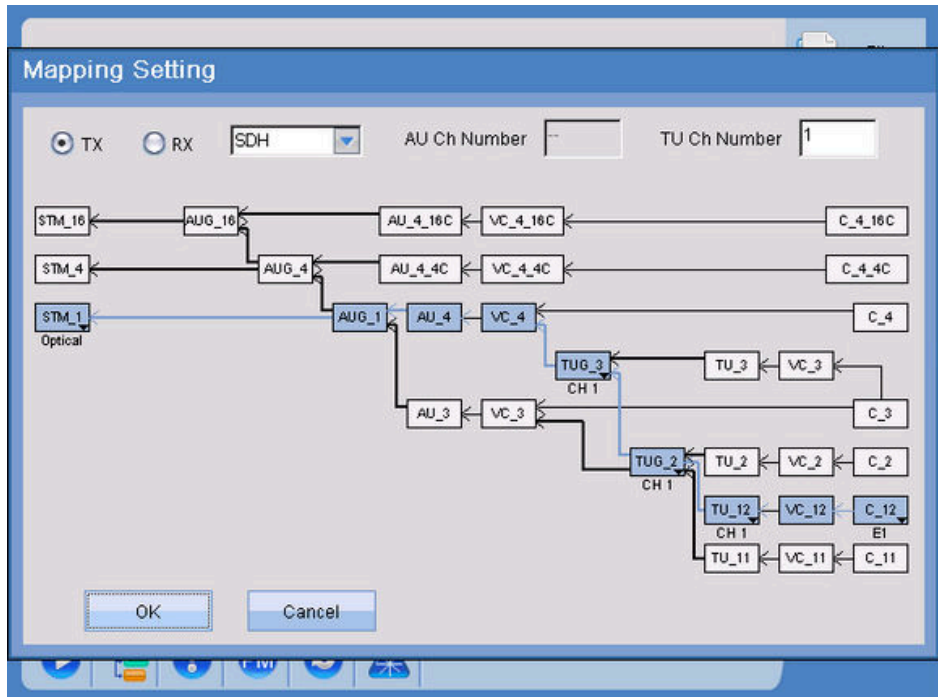 Mapping Setting
TX RX SDH AU Ch Number -- TU Ch Number 1
STM_16 AUG_16 AU_4_16C VC_4_16C C_4_16C
STM_4 AUG_4 AU_4_4C VC_4_4C C_4_4C
STM_1 AUG_1 AU_4 VC_4 C_4
Optical
TUG_3 TU_3 VC_3
CH 1
AU_3 VC_3 C_3
TUG_2 TU_2 VC_2 C_2
CH 1
TU_12 VC_12 C_12
CH 1 E1
TU_11 VC_11 C_11
OK Cancel